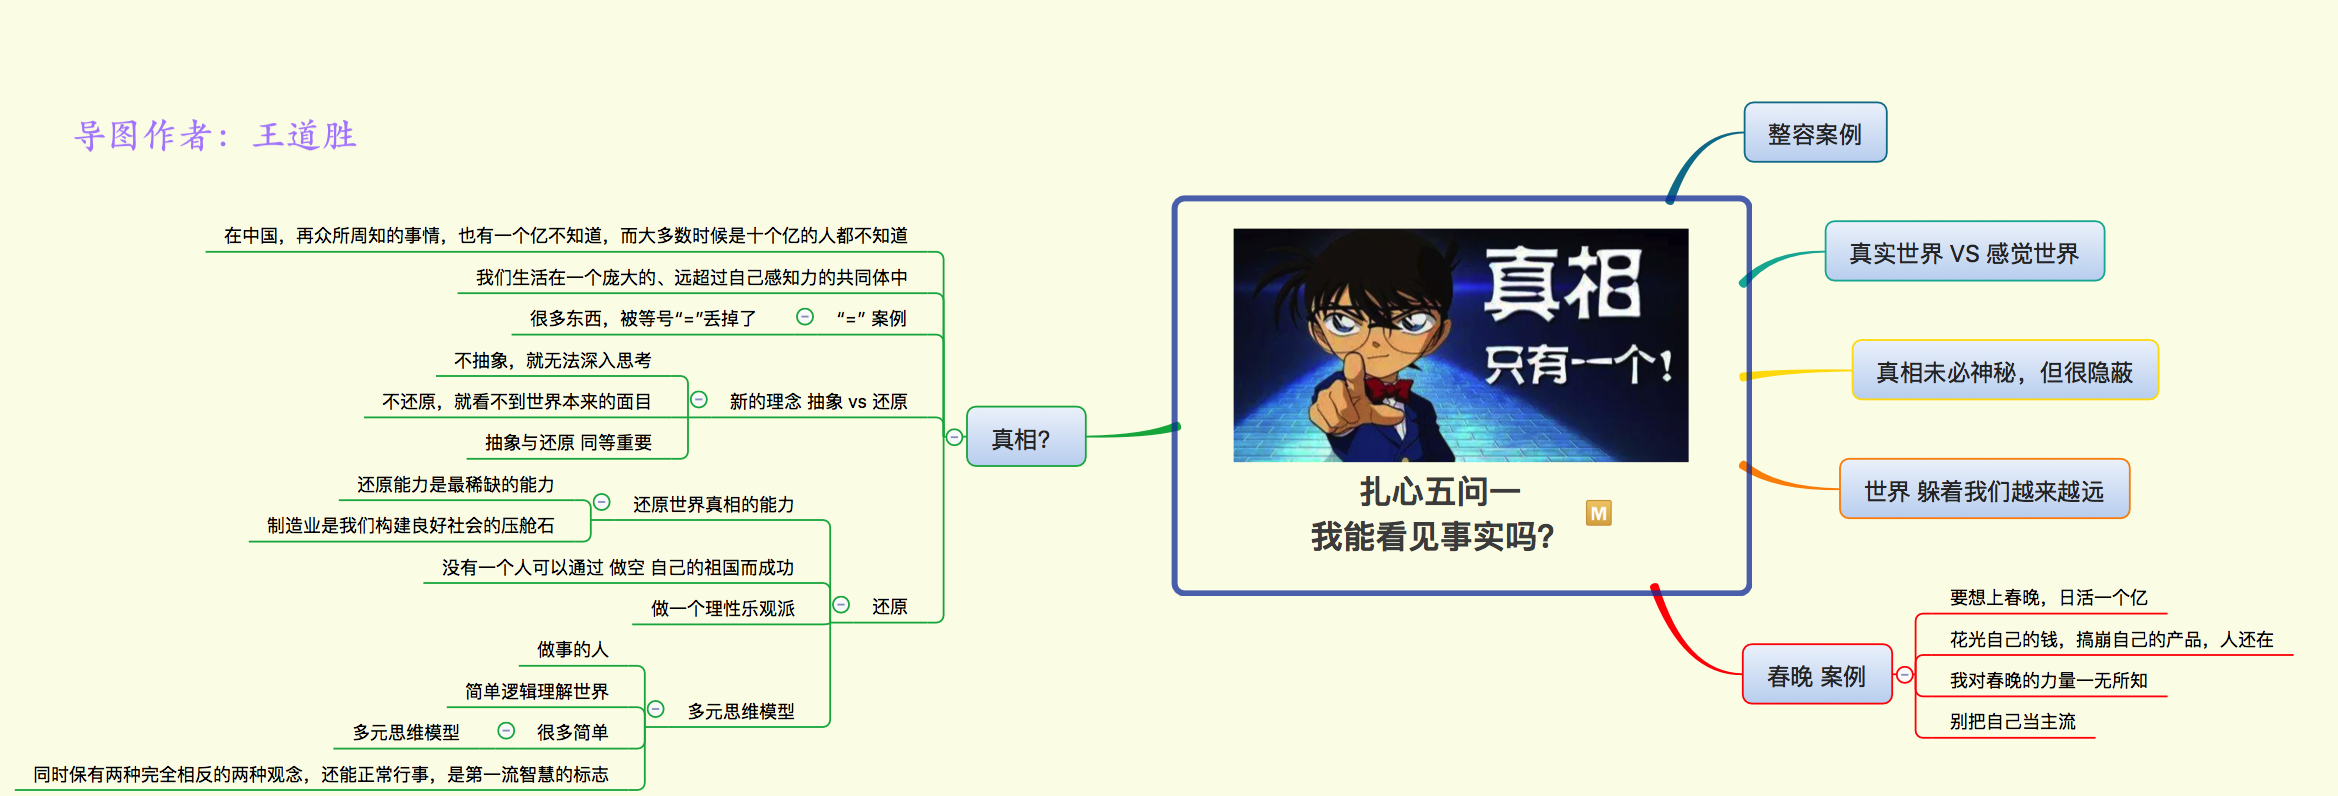 导图作者：王道胜
真相
只有一个！
扎心五问一
我能看见事实吗？
M
整容案例
真实世界 VS 感觉世界
真相未必神秘，但很隐蔽
世界 躲着我们越来越远
春晚 案例
要想上春晚，日活一个亿
花光自己的钱，搞崩自己的产品，人还在
我对春晚的力量一无所知
别把自己当主流
真相？
在中国，再众所周知的事情，也有一个亿不知道，而大多数时候是十个亿的人都不知道
我们生活在一个庞大的、远超过自己感知力的共同体中
“=” 案例
很多东西，被等号“=”丢掉了
新的理念 抽象 vs 还原
不抽象，就无法深入思考
不还原，就看不到世界本来的面目
抽象与还原 同等重要
还原
还原世界真相的能力
还原能力是最稀缺的能力
制造业是我们构建良好社会的压舱石
没有一个人可以通过 做空 自己的祖国而成功
做一个理性乐观派
多元思维模型
做事的人
简单逻辑理解世界
很多简单
多元思维模型
同时保有两种完全相反的两种观念，还能正常行事，是第一流智慧的标志